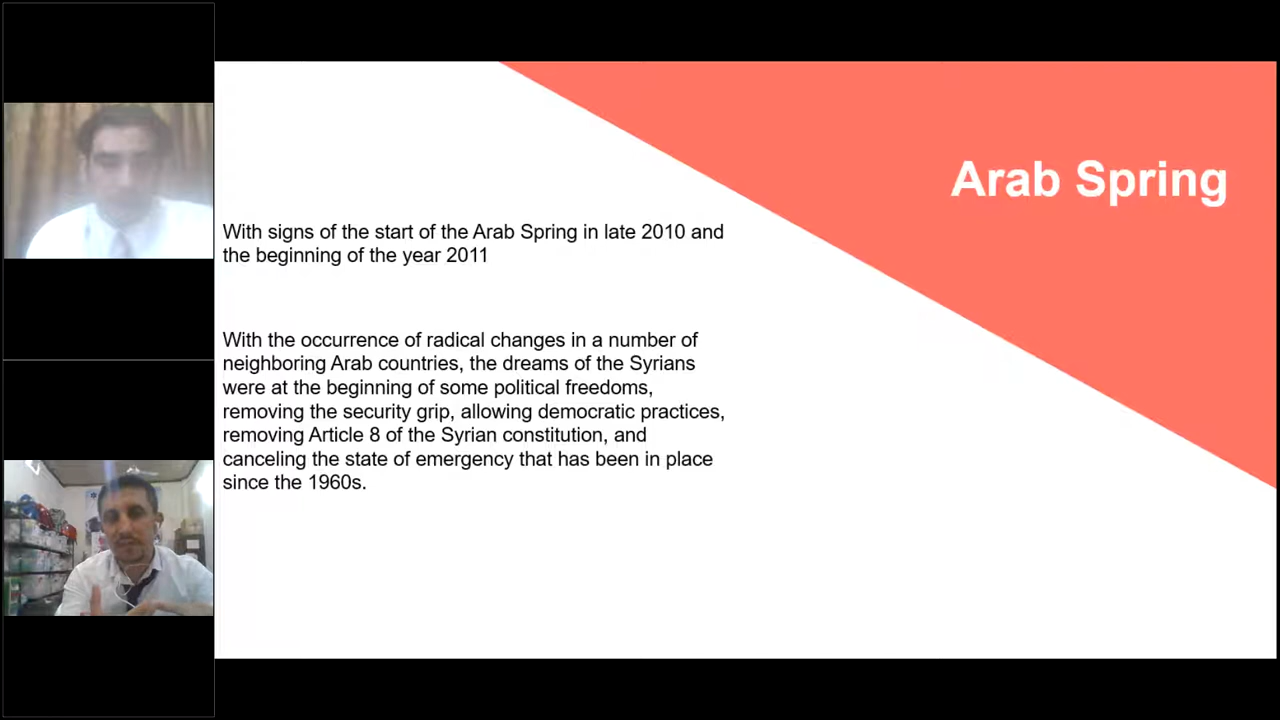 Arab Spring
With signs of the start of the Arab Spring in late 2010 and
the beginning of the year 2011
With the occurrence of radical changes in a number of
neighboring Arab countries, the dreams of the Syrians
were at the beginning of some political freedoms,
removing the security grip, allowing democratic practices,
removing Article 8 of the Syrian constitution, and
canceling the state of emergency that has been in place
since the 1960s.